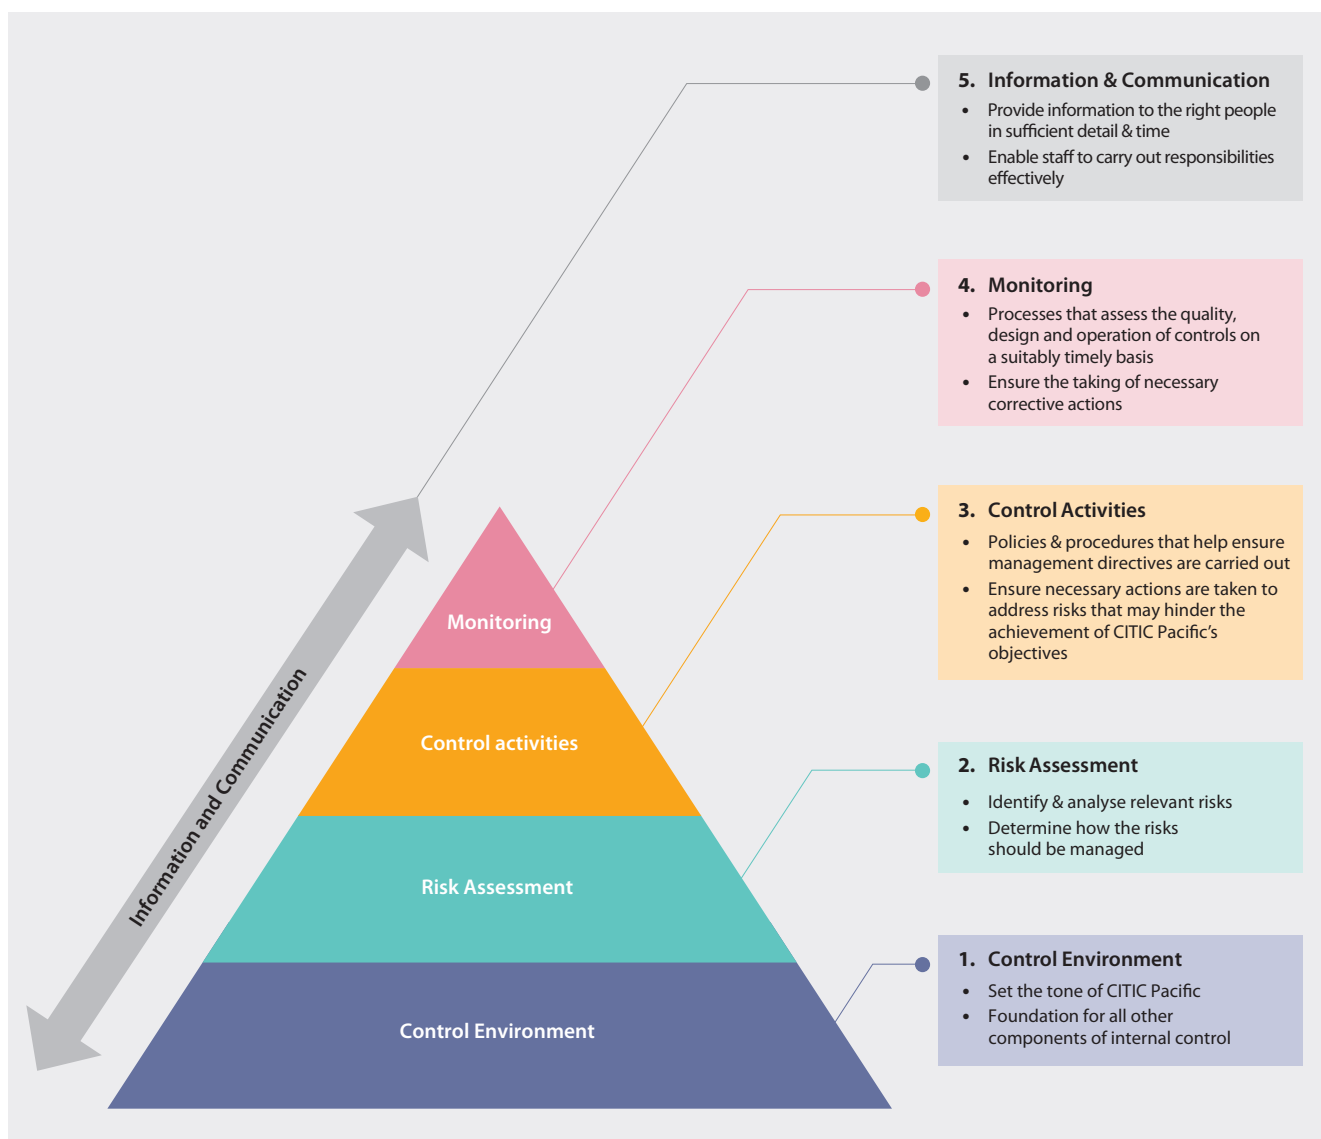 5. Information & Communication
• Provide information to the right people
in sufficient detail & time
• Enable staff to carry out responsibilities
effectively
4. Monitoring
• Processes that assess the quality,
design and operation of controls on
a suitably timely basis
• Ensure the taking of necessary
corrective actions
3. Control Activities
• Policies & procedures that help ensure
management directives are carried out
• Ensure necessary actions are taken to
address risks that may hinder the
achievement of CITIC Pacific's
objectives
2. Risk Assessment
• Identify & analyse relevant risks
• Determine how the risks
should be managed
1. Control Environment
• Set the tone of CITIC Pacific
• Foundation for all other
components of internal control
Information and Communication
Monitoring
Control activities
Risk Assessment
Control Environment